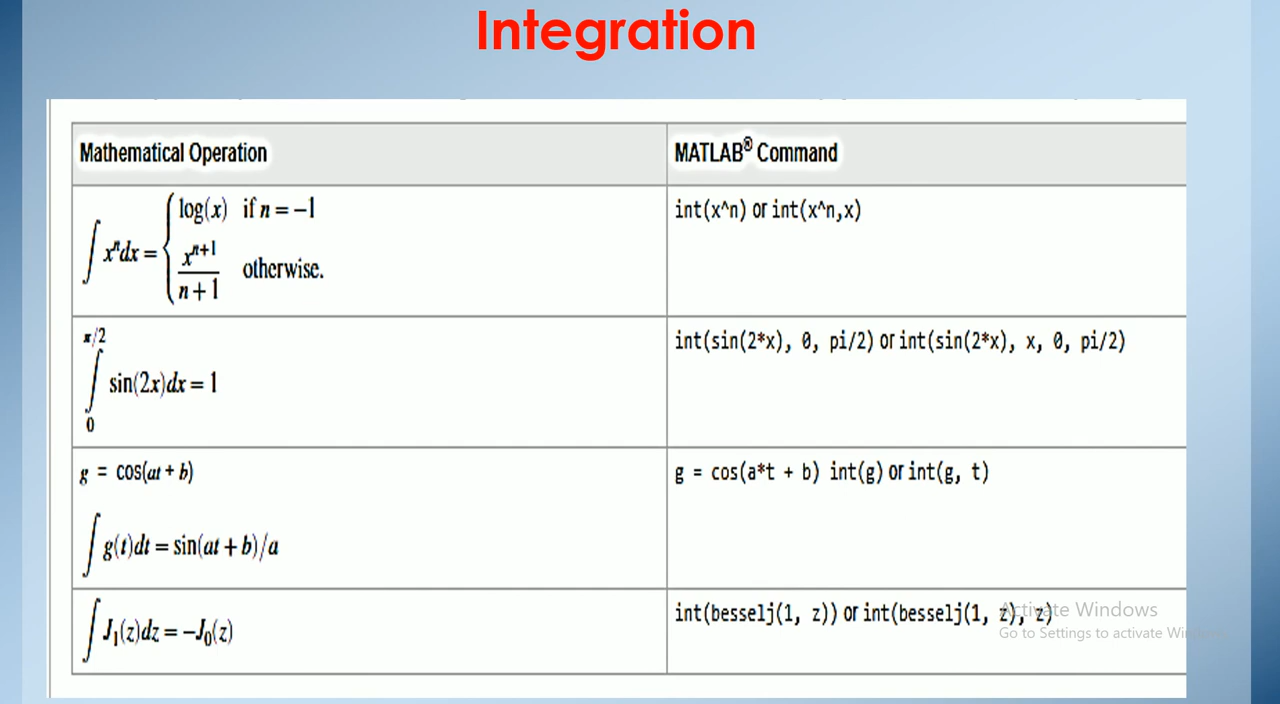 Integration
Mathematical Operation
MATLAB® Command
∫ xⁿdx = { log(x) if n = −1
xⁿ⁺¹/n + 1 otherwise.
int(x^n) or int(x^n,x)
π/2
∫ sin(2x)dx = 1
0
int(sin(2*x), 0, pi/2) or int(sin(2*x), x, 0, pi/2)
g = cos(at + b)
∫ g(t)dt = sin(at + b)/a
g = cos(a*t + b) int(g) or int(g, t)
∫ J₁(z)dz = −J₀(z)
int(besselj(1, z)) or int(besselj(1, z), z)
Activate Windows
Go to Settings to activate Windows.